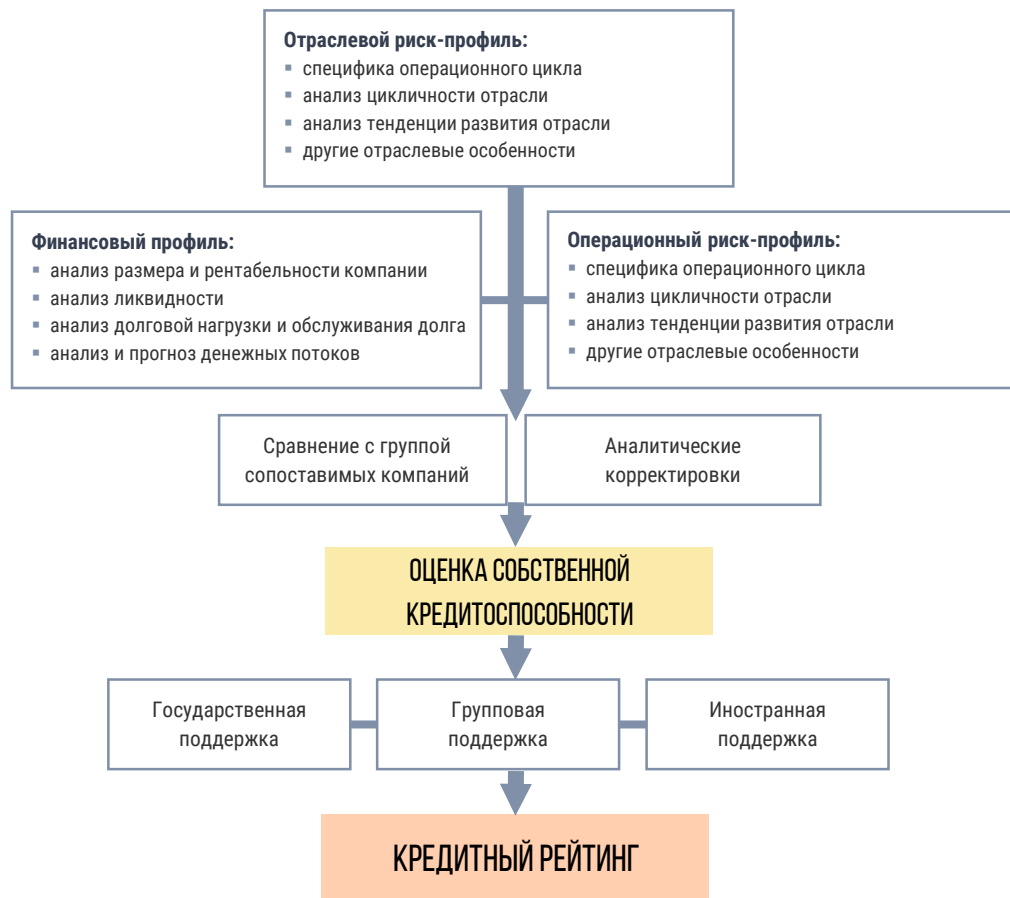 Отраслевой риск-профиль:
▪ специфика операционного цикла
▪ анализ цикличности отрасли
▪ анализ тенденции развития отрасли
▪ другие отраслевые особенности
Финансовый профиль:
▪ анализ размера и рентабельности компании
▪ анализ ликвидности
▪ анализ долговой нагрузки и обслуживания долга
▪ анализ и прогноз денежных потоков
Операционный риск-профиль:
▪ специфика операционного цикла
▪ анализ цикличности отрасли
▪ анализ тенденции развития отрасли
▪ другие отраслевые особенности
Сравнение с группой
сопоставимых компаний
Аналитические
корректировки
ОЦЕНКА СОБСТВЕННОЙ
КРЕДИТОСПОСОБНОСТИ
Государственная
поддержка
Групповая
поддержка
Иностранная
поддержка
КРЕДИТНЫЙ РЕЙТИНГ